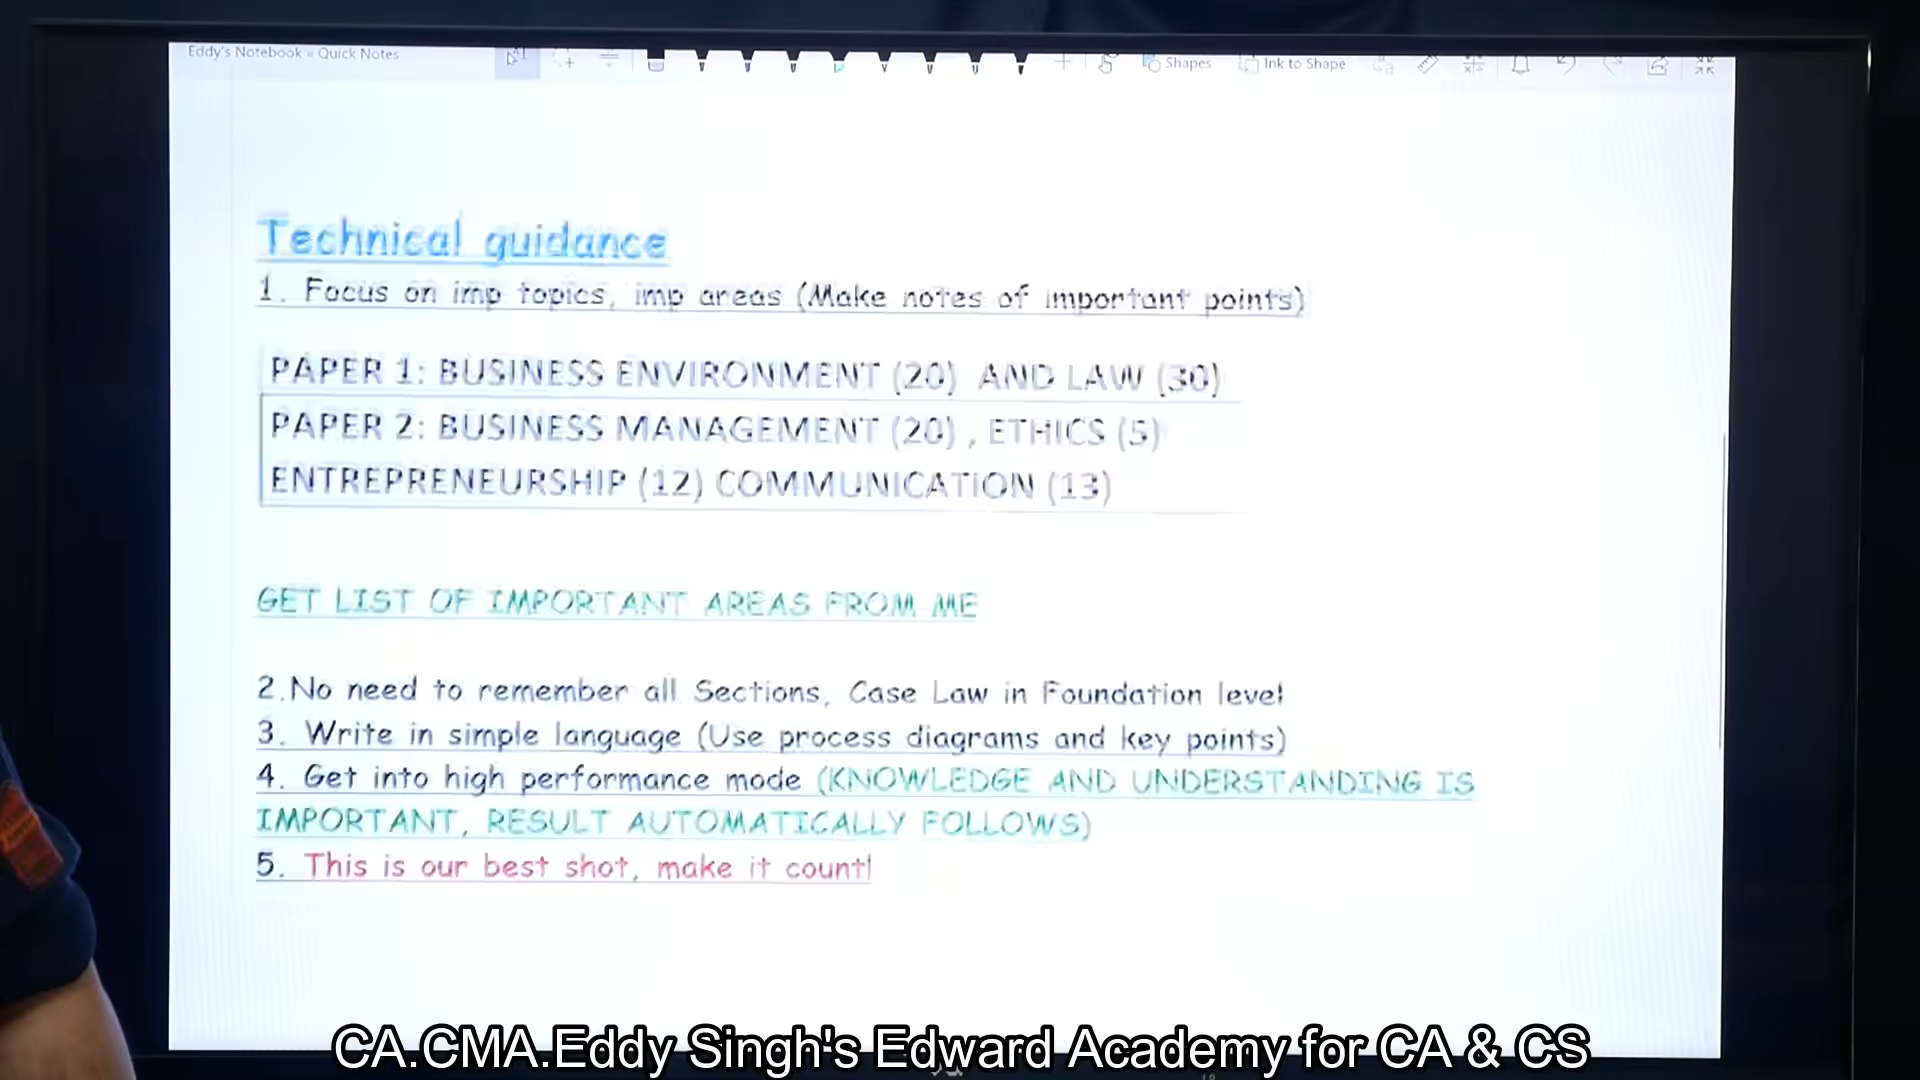 Eddy's Notebook » Quick Notes
Shapes
Ink to Shape
Technical guidance
1. Focus on imp topics, imp areas (Make notes of important points)
PAPER 1: BUSINESS ENVIRONMENT (20) AND LAW (30)
PAPER 2: BUSINESS MANAGEMENT (20) , ETHICS (5)
ENTREPRENEURSHIP (12) COMMUNICATION (13)
GET LIST OF IMPORTANT AREAS FROM ME
2.No need to remember all Sections, Case Law in Foundation level
3. Write in simple language (Use process diagrams and key points)
4. Get into high performance mode (KNOWLEDGE AND UNDERSTANDING IS
IMPORTANT, RESULT AUTOMATICALLY FOLLOWS)
5. This is our best shot, make it count!
CA.CMA.Eddy Singh's Edward Academy for CA & CS